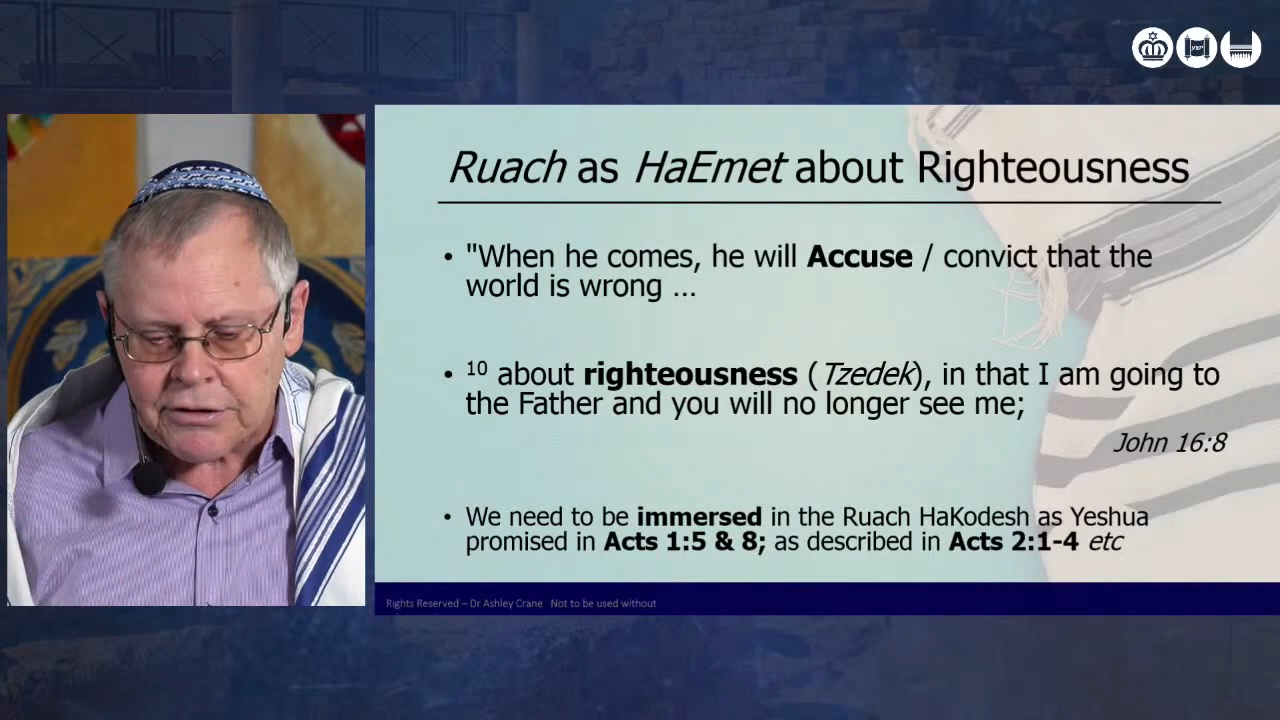 Ruach as HaEmet about Righteousness
• "When he comes, he will Accuse / convict that the
world is wrong …
• 10 about righteousness (Tzedek), in that I am going to
the Father and you will no longer see me;
John 16:8
• We need to be immersed in the Ruach HaKodesh as Yeshua
promised in Acts 1:5 & 8; as described in Acts 2:1-4 etc
Rights Reserved – Dr Ashley Crane Not to be used without